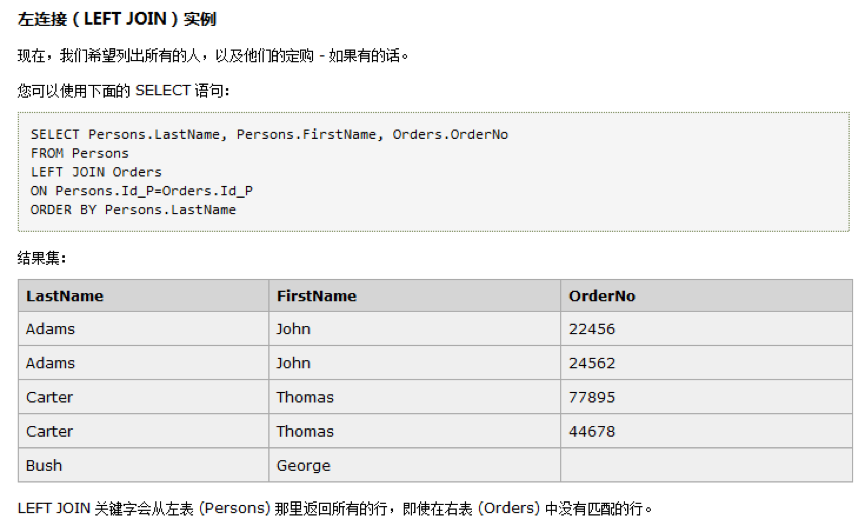 左连接（LEFT JOIN）实例
现在，我们希望列出所有的人，以及他们的定购 - 如果有的话。
您可以使用下面的 SELECT 语句：
SELECT Persons.LastName, Persons.FirstName, Orders.OrderNo
FROM Persons
LEFT JOIN Orders
ON Persons.Id_P=Orders.Id_P
ORDER BY Persons.LastName
结果集：
LastName FirstName OrderNo
Adams John 22456
Adams John 24562
Carter Thomas 77895
Carter Thomas 44678
Bush George
LEFT JOIN 关键字会从左表 (Persons) 那里返回所有的行，即使在右表 (Orders) 中没有匹配的行。